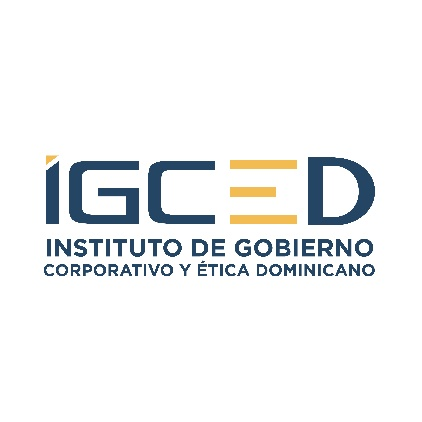 IGCED
INSTITUTO DE GOBIERNO
CORPORATIVO Y ÉTICA DOMINICANO